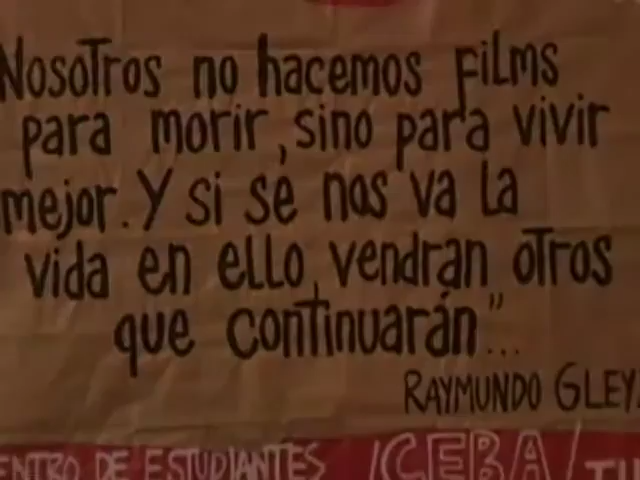 Nosotros no hacemos films
para morir, sino para vivir
mejor. Y si se nos va la
vida en ello, vendrán otros
que continuarán"...
RAYMUNDO GLEY
ENTRO DE ESTUDIANTES /CEBA/